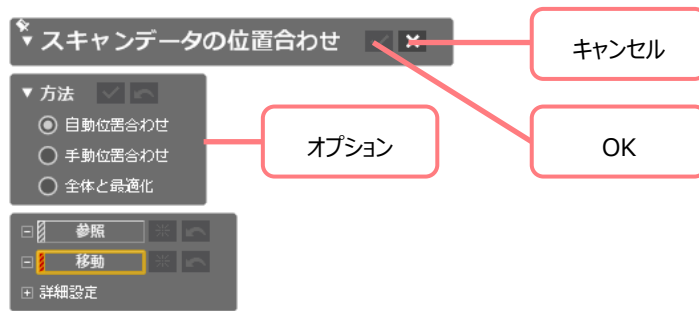 スキャンデータの位置合わせ
キャンセル
方法
自動位置合わせ
手動位置合わせ
全体と最適化
オプション
OK
参照
移動
詳細設定